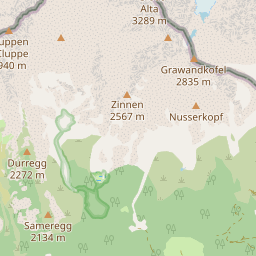 Alta
3289 m
uppen
Cluppe
940 m
Grawandkofel
2835 m
Zinnen
2567 m
Nusserkopf
Durregg
2272 m
Sameregg
2134 m